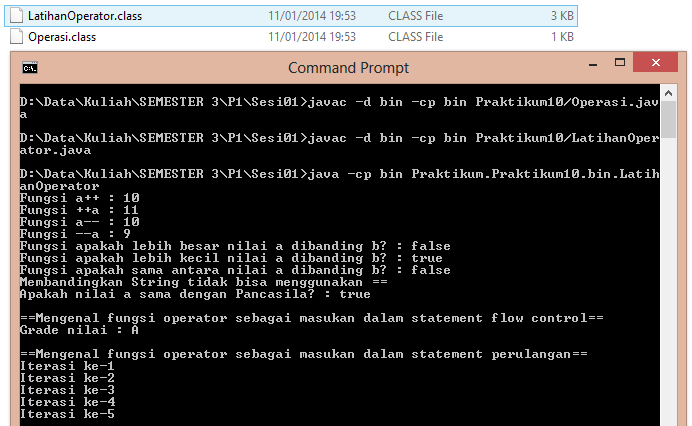 LatihanOperator.class 11/01/2014 19:53 CLASS File 3 KB
Operasi.class 11/01/2014 19:53 CLASS File 1 KB
Command Prompt
D:\Data\Kuliah\SEMESTER 3\P1\Sesi01>javac -d bin -cp bin Praktikum10/Operasi.jav
a
D:\Data\Kuliah\SEMESTER 3\P1\Sesi01>javac -d bin -cp bin Praktikum10/LatihanOper
ator.java
D:\Data\Kuliah\SEMESTER 3\P1\Sesi01>java -cp bin Praktikum.Praktikum10.bin.Latih
anOperator
Fungsi a++ : 10
Fungsi ++a : 11
Fungsi a-- : 10
Fungsi --a : 9
Fungsi apakah lebih besar nilai a dibanding b? : false
Fungsi apakah lebih kecil nilai a dibanding b? : true
Fungsi apakah sama antara nilai a dibanding b? : false
Membandingkan String tidak bisa menggunakan ==
Apakah nilai a sama dengan Pancasila? : true
==Mengenal fungsi operator sebagai masukan dalam statement flow control==
Grade nilai : A
==Mengenal fungsi operator sebagai masukan dalam statement perulangan==
Iterasi ke-1
Iterasi ke-2
Iterasi ke-3
Iterasi ke-4
Iterasi ke-5